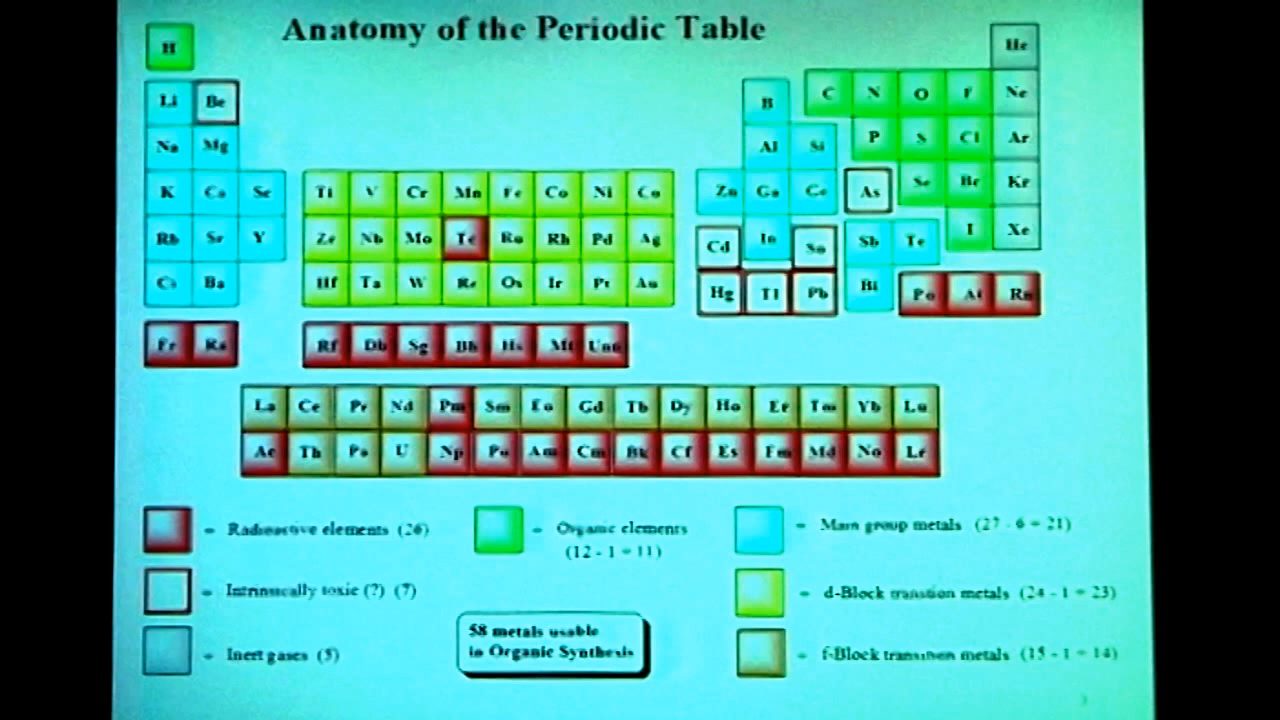 Anatomy of the Periodic Table
H He
Li Be B C N O F Ne
Na Mg Al Si P S Cl Ar
K Ca Sc Ti V Cr Mn Fe Co Ni Cu Zn Ga Ge As Se Br Kr
Rb Sr Y Zr Nb Mo Tc Ru Rh Pd Ag Cd In Sn Sb Te I Xe
Cs Ba Hf Ta W Re Os Ir Pt Au Hg Tl Pb Bi Po At Rn
Fr Ra Rf Db Sg Bh Hs Mt Uun
La Ce Pr Nd Pm Sm Eu Gd Tb Dy Ho Er Tm Yb Lu
Ac Th Pa U Np Pu Am Cm Bk Cf Es Fm Md No Lr
= Radioactive elements (26)
= Organic elements
(12 - 1 = 11)
= Main group metals (27 - 6 = 21)
= Intrinsically toxic (?) (7)
= d-Block transition metals (24 - 1 = 23)
= Inert gases (5)
58 metals usable
in Organic Synthesis
= f-Block transition metals (15 - 1 = 14)